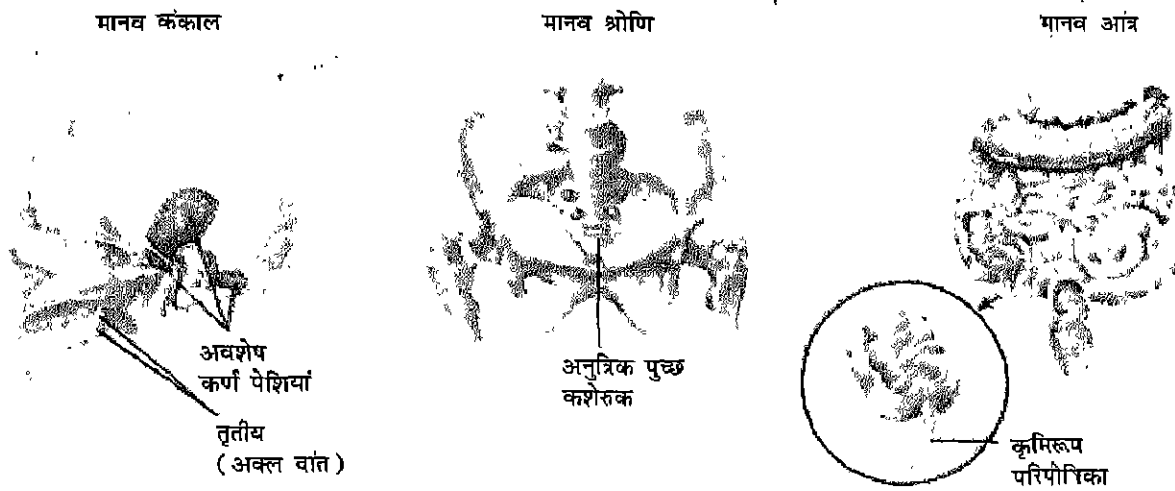 मानव कंकाल
मानव श्रोणि
मानव आंत्र
अवशेष
कर्ण पेशियां
तृतीय
(अक्ल वांत)
अनुत्रिक पुच्छ
कशेरुक
कृमिरूप
परिपोत्रिका